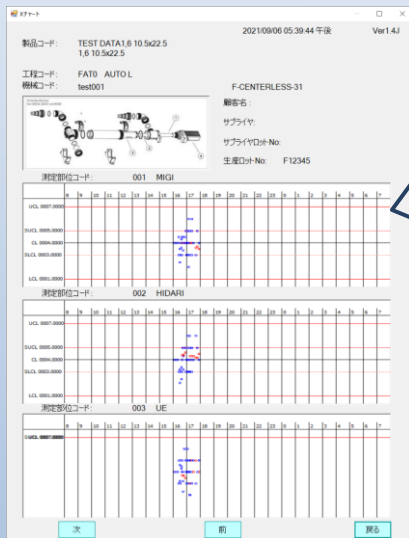 Xチャート
2021/09/06 05:39:44 午後 Ver1.4J
製品コード: TEST DATA1,6 10.5x22.5
1,6 10.5x22.5
工程コード: FAT0 AUTO L
機械コード: test001 F-CENTERLESS-31
顧客名:
サプライヤ:
サプライヤロットNo:
生産ロットNo: F12345
測定部位コード: 001 MIGI
8 9 10 11 12 13 14 15 16 17 18 19 20 21 22 23 0 1 2 3 4 5 6 7
UCL 0007.0000
SUCL 0005.0000
CL 0004.0000
SLCL 0003.0000
LCL 0001.0000
測定部位コード: 002 HIDARI
8 9 10 11 12 13 14 15 16 17 18 19 20 21 22 23 0 1 2 3 4 5 6 7
UCL 0007.0000
SUCL 0005.0000
CL 0004.0000
SLCL 0003.0000
LCL 0001.0000
測定部位コード: 003 UE
8 9 10 11 12 13 14 15 16 17 18 19 20 21 22 23 0 1 2 3 4 5 6 7
次 前 戻る